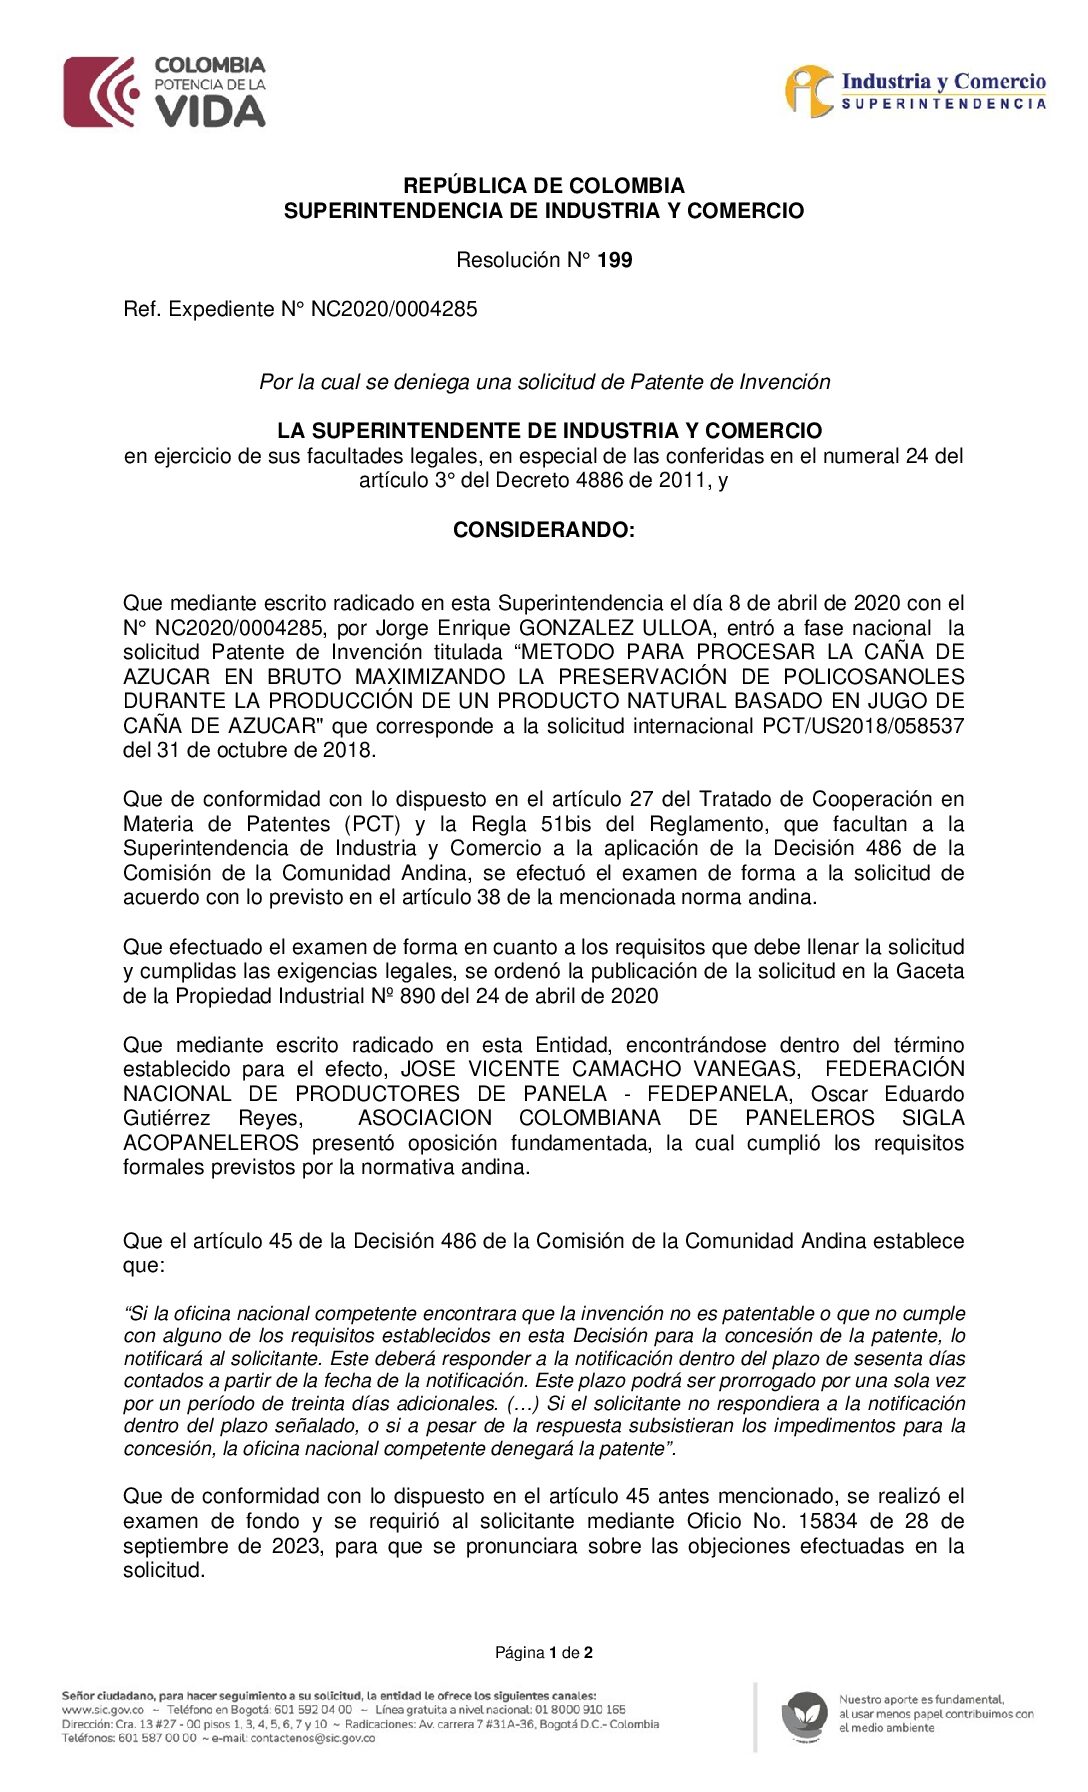 COLOMBIA
POTENCIA DE LA
VIDA
Industria y Comercio
SUPERINTENDENCIA
REPÚBLICA DE COLOMBIA
SUPERINTENDENCIA DE INDUSTRIA Y COMERCIO
Resolución N° 199
Ref. Expediente N° NC2020/0004285
Por la cual se deniega una solicitud de Patente de Invención
LA SUPERINTENDENTE DE INDUSTRIA Y COMERCIO
en ejercicio de sus facultades legales, en especial de las conferidas en el numeral 24 del
artículo 3° del Decreto 4886 de 2011, y
CONSIDERANDO:
Que mediante escrito radicado en esta Superintendencia el día 8 de abril de 2020 con el
N° NC2020/0004285, por Jorge Enrique GONZALEZ ULLOA, entró a fase nacional la
solicitud Patente de Invención titulada “METODO PARA PROCESAR LA CAÑA DE
AZUCAR EN BRUTO MAXIMIZANDO LA PRESERVACIÓN DE POLICOSANOLES
DURANTE LA PRODUCCIÓN DE UN PRODUCTO NATURAL BASADO EN JUGO DE
CAÑA DE AZUCAR" que corresponde a la solicitud internacional PCT/US2018/058537
del 31 de octubre de 2018.
Que de conformidad con lo dispuesto en el artículo 27 del Tratado de Cooperación en
Materia de Patentes (PCT) y la Regla 51bis del Reglamento, que facultan a la
Superintendencia de Industria y Comercio a la aplicación de la Decisión 486 de la
Comisión de la Comunidad Andina, se efectuó el examen de forma a la solicitud de
acuerdo con lo previsto en el artículo 38 de la mencionada norma andina.
Que efectuado el examen de forma en cuanto a los requisitos que debe llenar la solicitud
y cumplidas las exigencias legales, se ordenó la publicación de la solicitud en la Gaceta
de la Propiedad Industrial Nº 890 del 24 de abril de 2020
Que mediante escrito radicado en esta Entidad, encontrándose dentro del término
establecido para el efecto, JOSE VICENTE CAMACHO VANEGAS, FEDERACIÓN
NACIONAL DE PRODUCTORES DE PANELA - FEDEPANELA, Oscar Eduardo
Gutiérrez Reyes, ASOCIACION COLOMBIANA DE PANELEROS SIGLA
ACOPANELEROS presentó oposición fundamentada, la cual cumplió los requisitos
formales previstos por la normativa andina.
Que el artículo 45 de la Decisión 486 de la Comisión de la Comunidad Andina establece
que:
“Si la oficina nacional competente encontrara que la invención no es patentable o que no cumple
con alguno de los requisitos establecidos en esta Decisión para la concesión de la patente, lo
notificará al solicitante. Este deberá responder a la notificación dentro del plazo de sesenta días
contados a partir de la fecha de la notificación. Este plazo podrá ser prorrogado por una sola vez
por un período de treinta días adicionales. (…) Si el solicitante no respondiera a la notificación
dentro del plazo señalado, o si a pesar de la respuesta subsistieran los impedimentos para la
concesión, la oficina nacional competente denegará la patente”.
Que de conformidad con lo dispuesto en el artículo 45 antes mencionado, se realizó el
examen de fondo y se requirió al solicitante mediante Oficio No. 15834 de 28 de
septiembre de 2023, para que se pronunciara sobre las objeciones efectuadas en la
solicitud.
Página 1 de 2
Señor ciudadano, para hacer seguimiento a su solicitud, la entidad le ofrece los siguientes canales:
www.sic.gov.co ~ Teléfono en Bogotá: 601 592 04 00 ~ Línea gratuita a nivel nacional: 01 8000 910 165
Dirección: Cra. 13 #27 - 00 pisos 1, 3, 4, 5, 6, 7 y 10 ~ Radicaciones: Av. carrera 7 #31A-36, Bogotá D.C.- Colombia
Teléfonos: 601 587 00 00 ~ e-mail: contactenos@sic.gov.co
Nuestro aporte es fundamental,
al usar menos papel contribuimos con
el medio ambiente